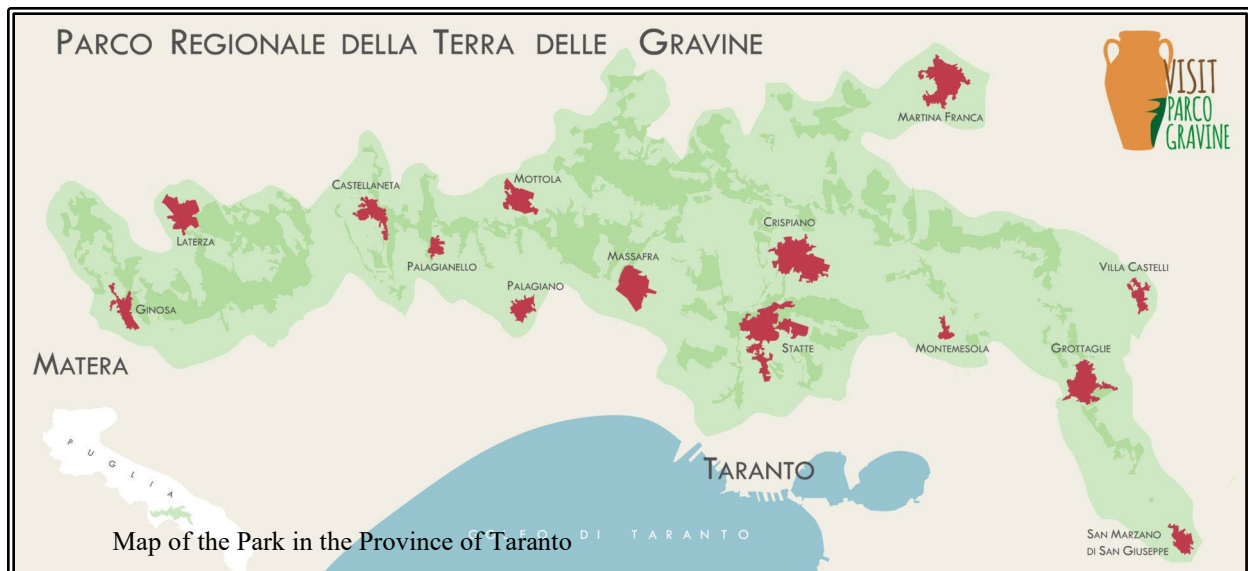 PARCO REGIONALE DELLA TERRA DELLE GRAVINE
VISIT
PARCO
GRAVINE
MARTINA FRANCA
MOTTOLA
CASTELLANETA
LATERZA
PALAGIANELLO
CRISPIANO
MASSAFRA
VILLA CASTELLI
PALAGIANO
GINOSA
STATTE
MONTEMESOLA
GROTTAGLIE
MATERA
PUGLIA
TARANTO
GOLFO DI TARANTO
Map of the Park in the Province of Taranto
SAN MARZANO
DI SAN GIUSEPPE